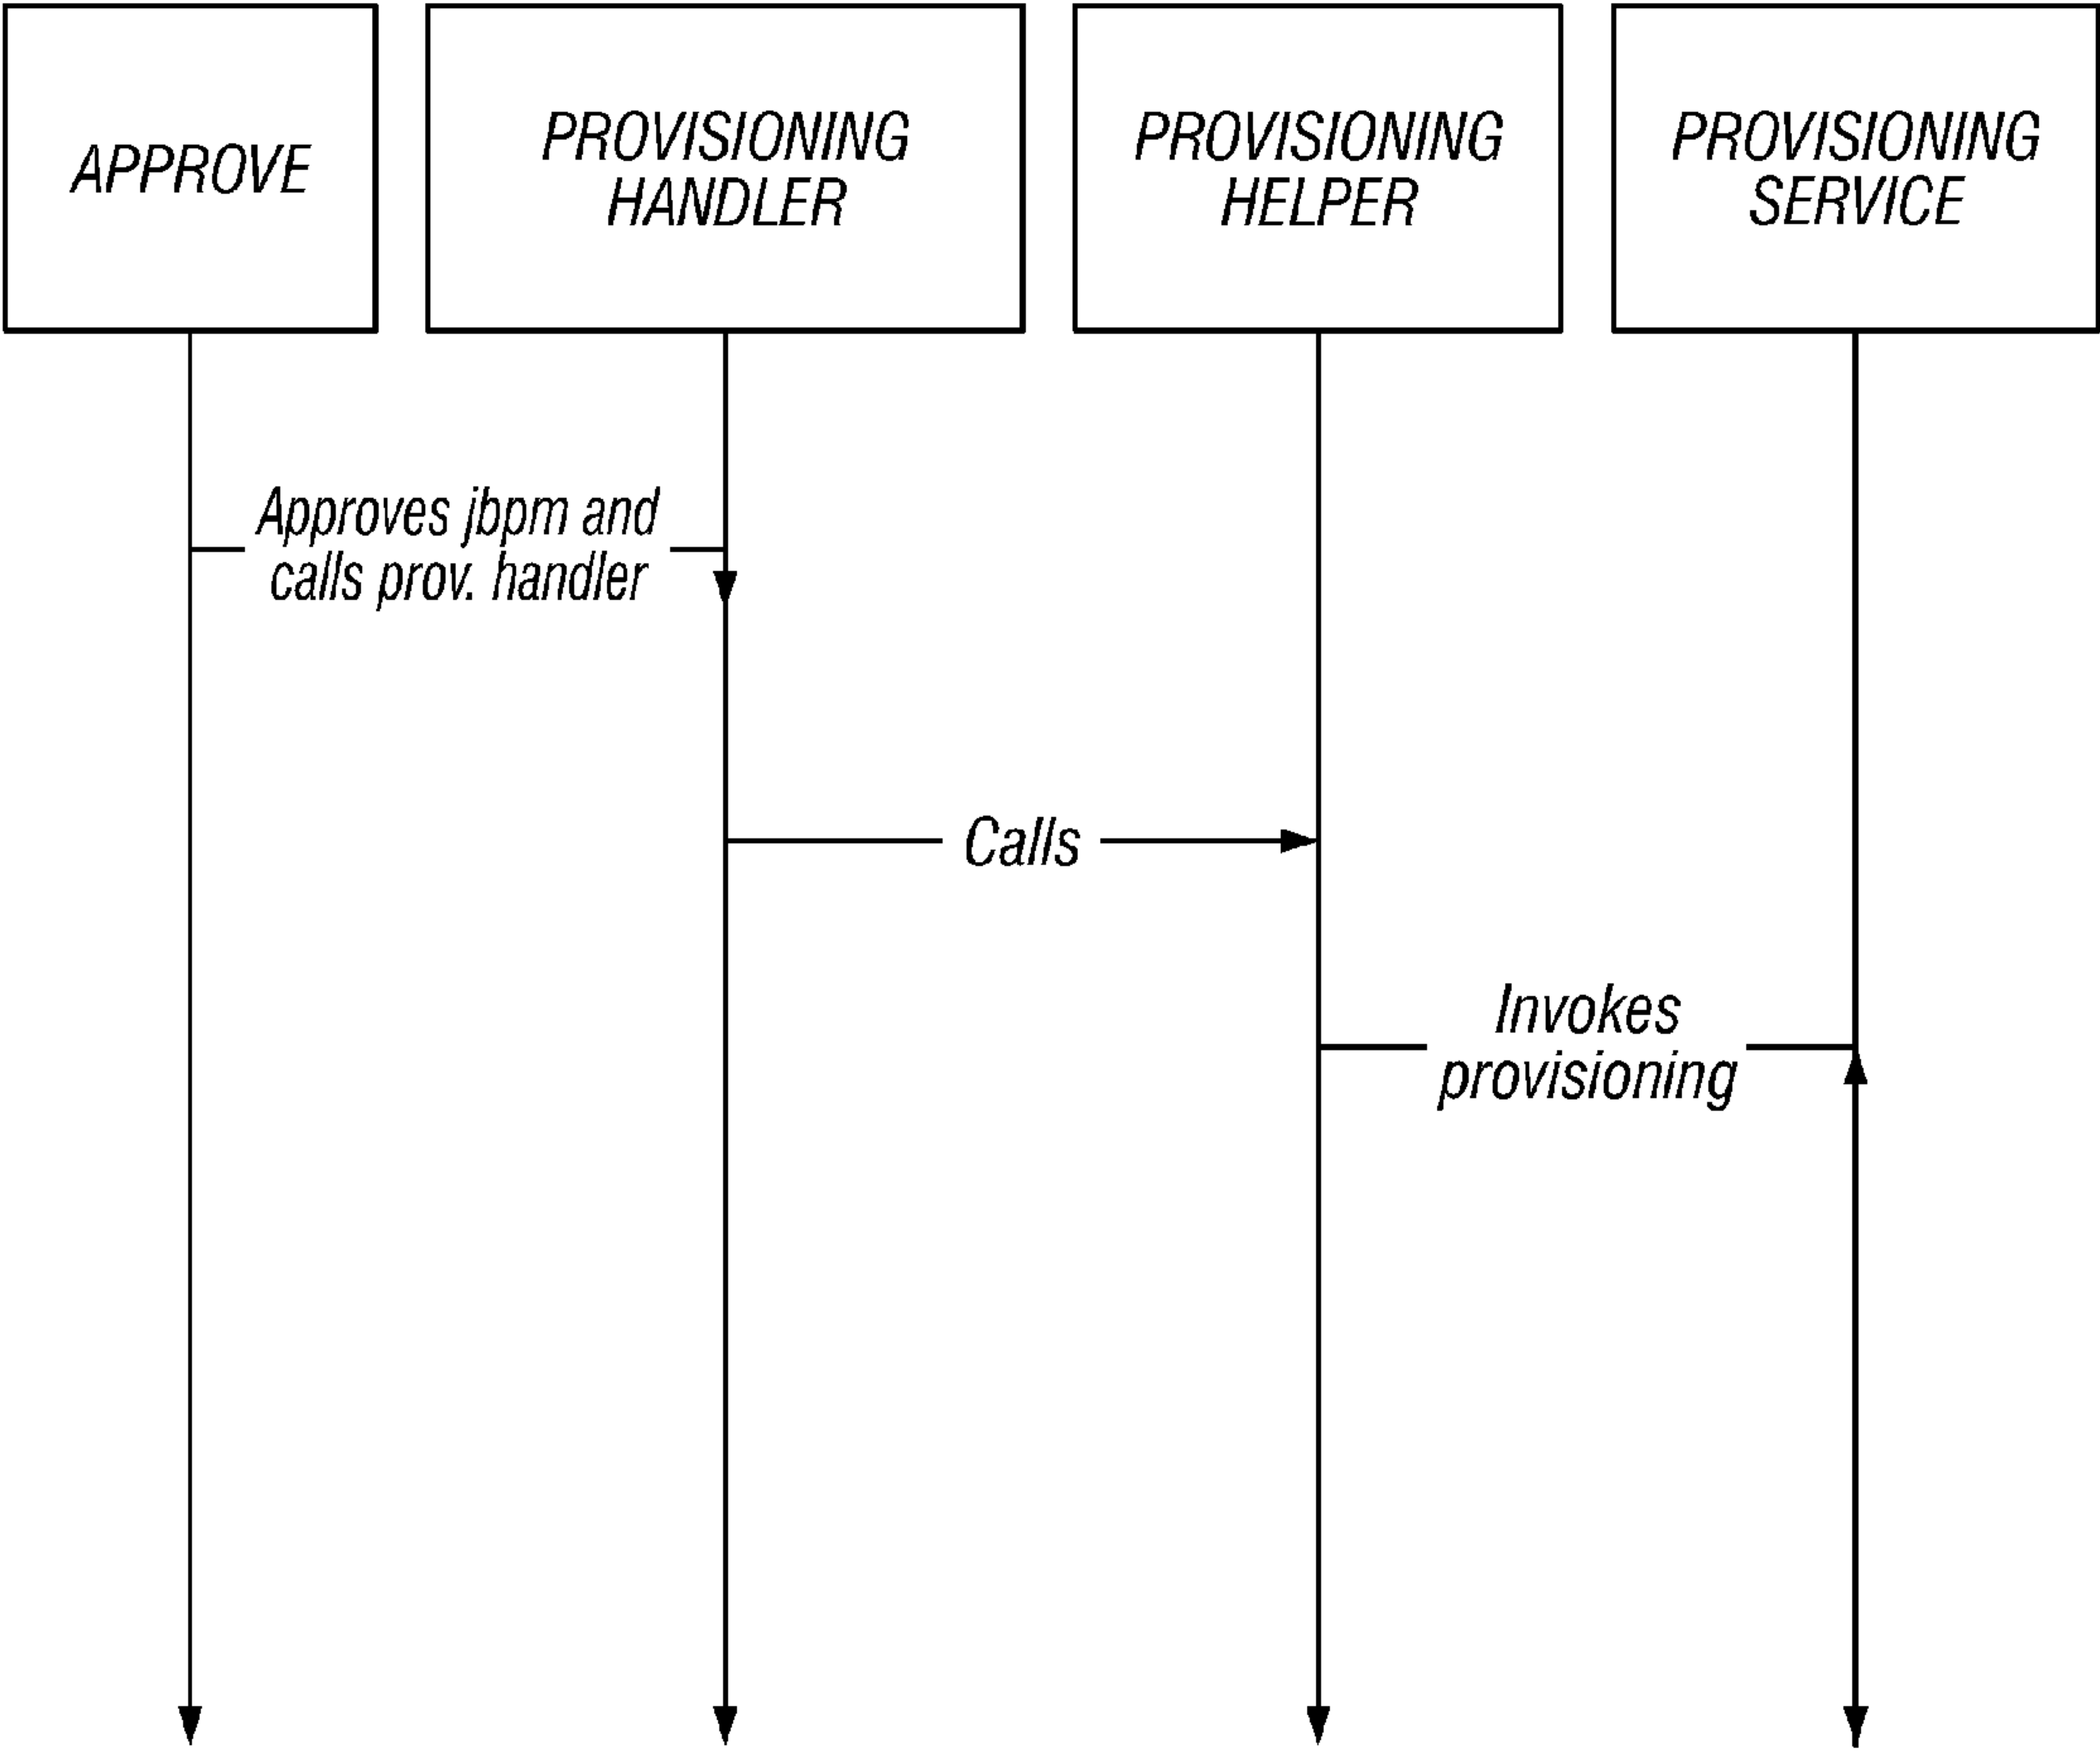 APPROVE
PROVISIONING
HANDLER
PROVISIONING
HELPER
PROVISIONING
SERVICE
Approves jbpm and
calls prov. handler
Calls
Invokes
provisioning